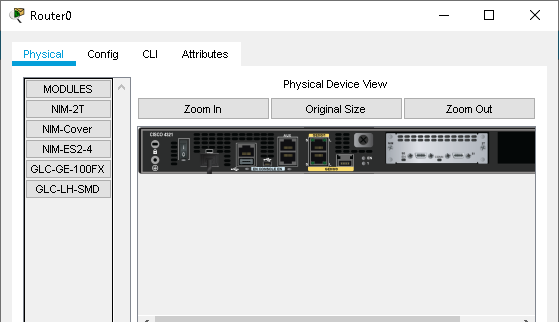 Router0
Physical Config CLI Attributes
MODULES
NIM-2T
NIM-Cover
NIM-ES2-4
GLC-GE-100FX
GLC-LH-SMD
Physical Device View
Zoom In Original Size Zoom Out
CISCO 4321
AUX